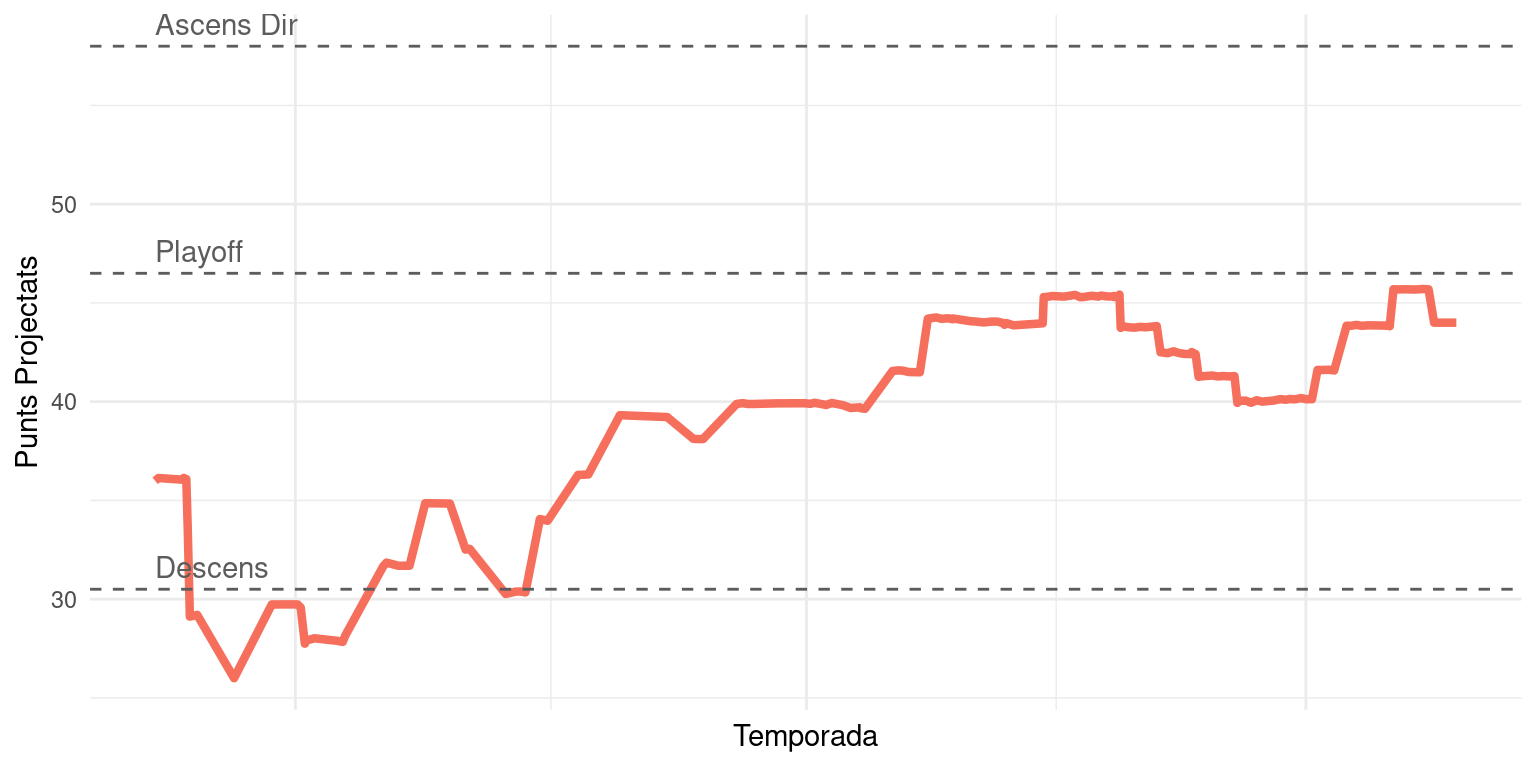 Ascens Dir
50
Playoff
40
Descens
30
Punts Projectats
Temporada